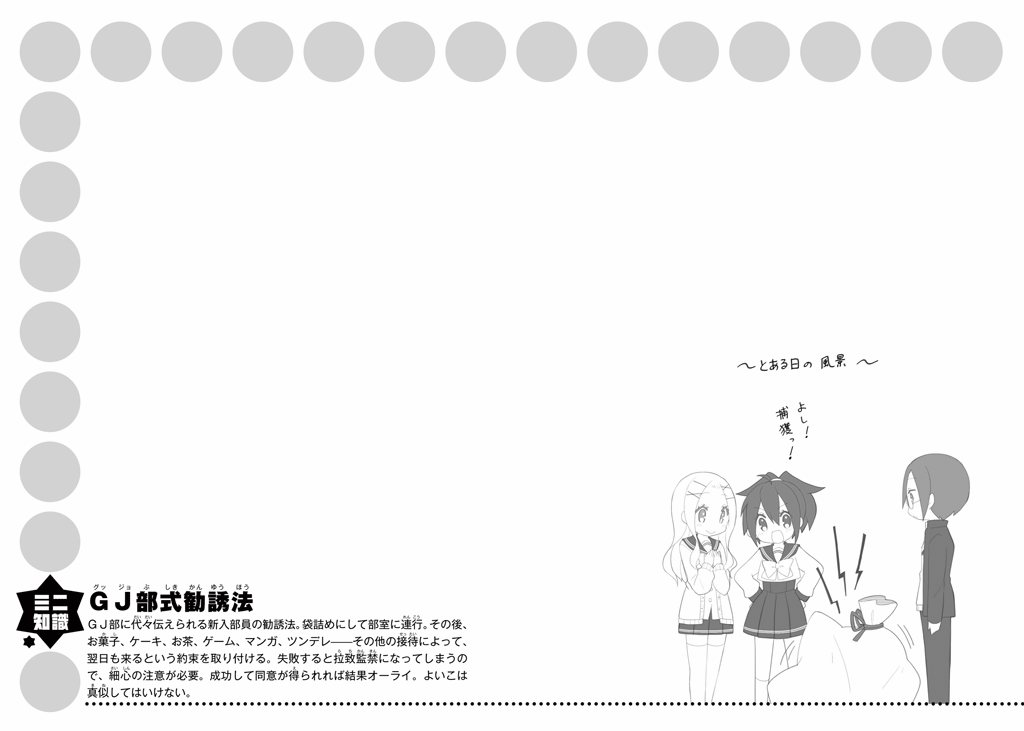 ～とある日の風景～
よし！
捕獲っ！
ミニ
知識
ＧＪ部式勧誘法
ＧＪ部に代々伝えられる新入部員の勧誘法。袋詰めにして部室に連行。その後、
お菓子、ケーキ、お茶、ゲーム、マンガ、ツンデレ――その他の接待によって、
翌日も来るという約束を取り付ける。失敗すると拉致監禁になってしまうの
で、細心の注意が必要。成功して同意が得られれば結果オーライ。よいこは
真似してはいけない。